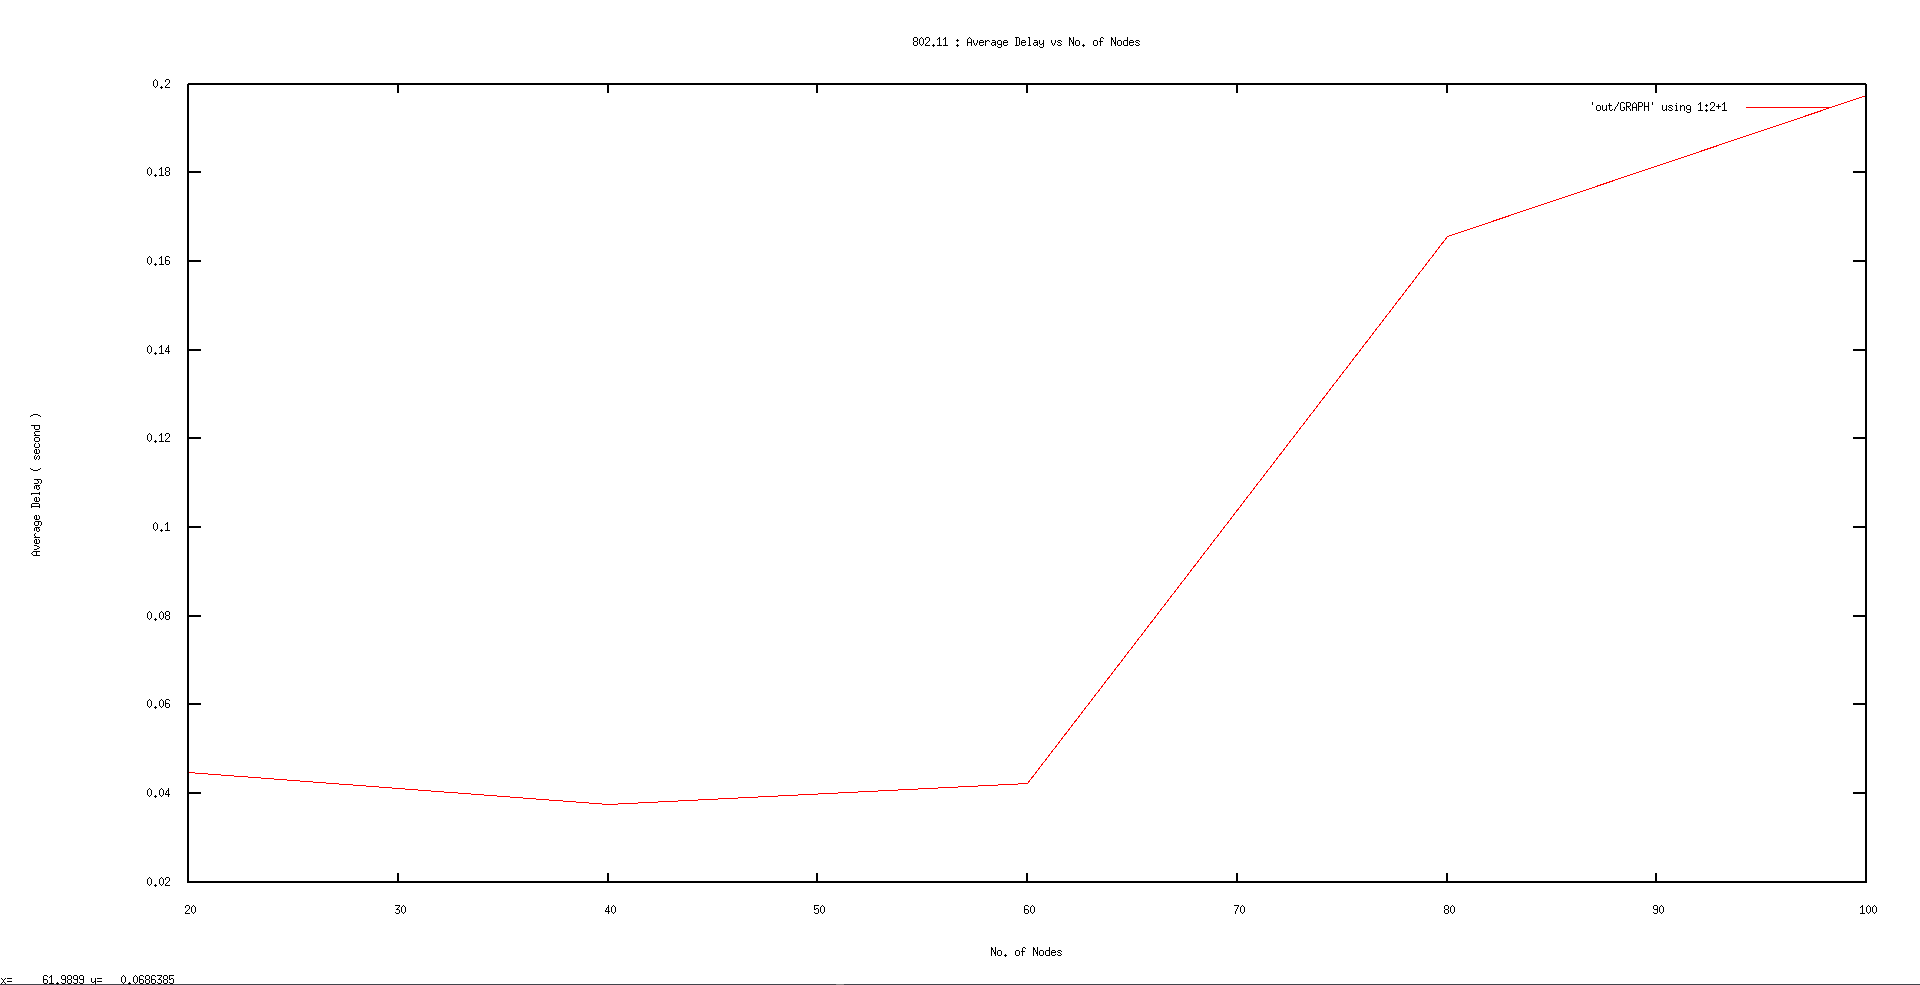 802.11 : Average Delay vs No. of Nodes
0.2
'out/GRAPH' using 1:2+1
0.18
0.16
0.14
0.12
Average Delay ( second )
0.1
0.08
0.06
0.04
0.02
20 30 40 50 60 70 80 90 100
No. of Nodes
x= 61.9899 y= 0.0686385